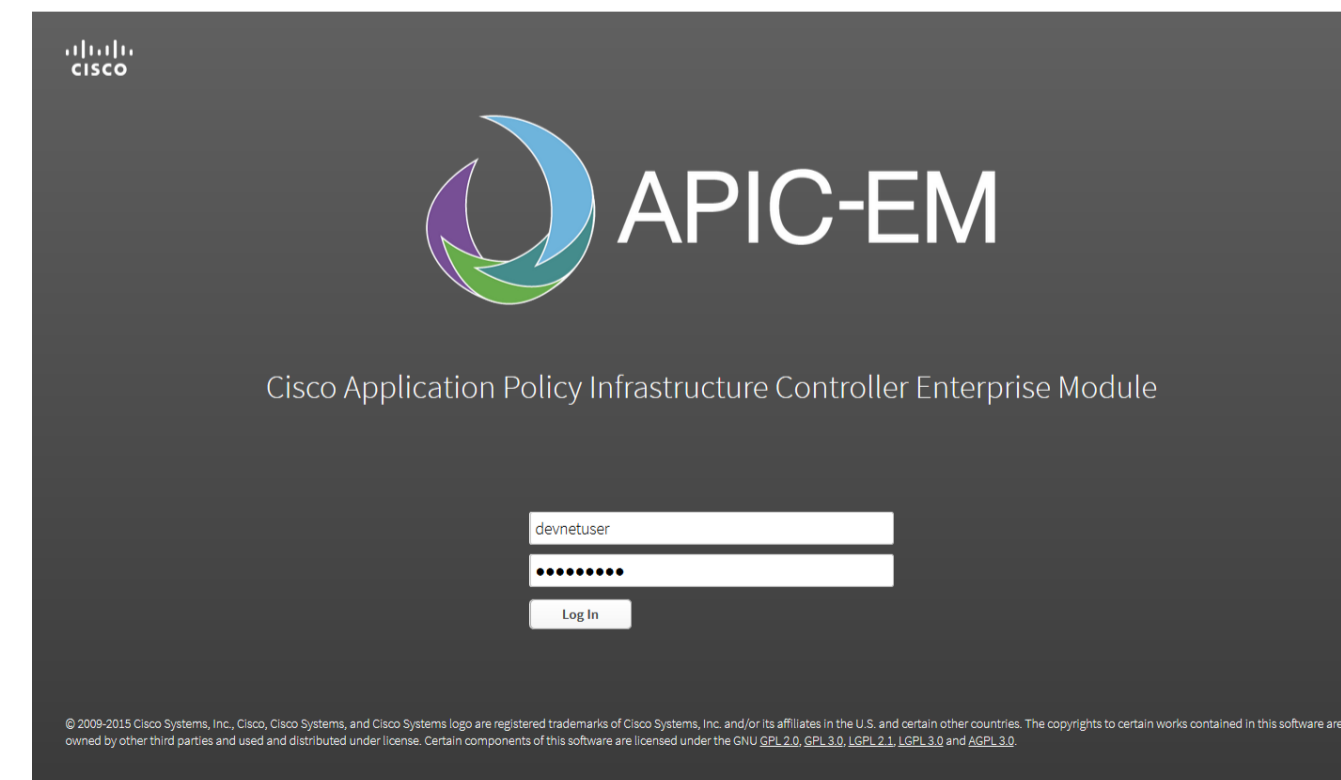 CISCO
APIC-EM
Cisco Application Policy Infrastructure Controller Enterprise Module
devnetuser
•••••••••
Log In
© 2009-2015 Cisco Systems, Inc., Cisco, Cisco Systems, and Cisco Systems logo are registered trademarks of Cisco Systems, Inc. and/or its affiliates in the U.S. and certain other countries. The copyrights to certain works contained in this software are
owned by other third parties and used and distributed under license. Certain components of this software are licensed under the GNU GPL 2.0, GPL 3.0, LGPL 2.1, LGPL 3.0 and AGPL 3.0.